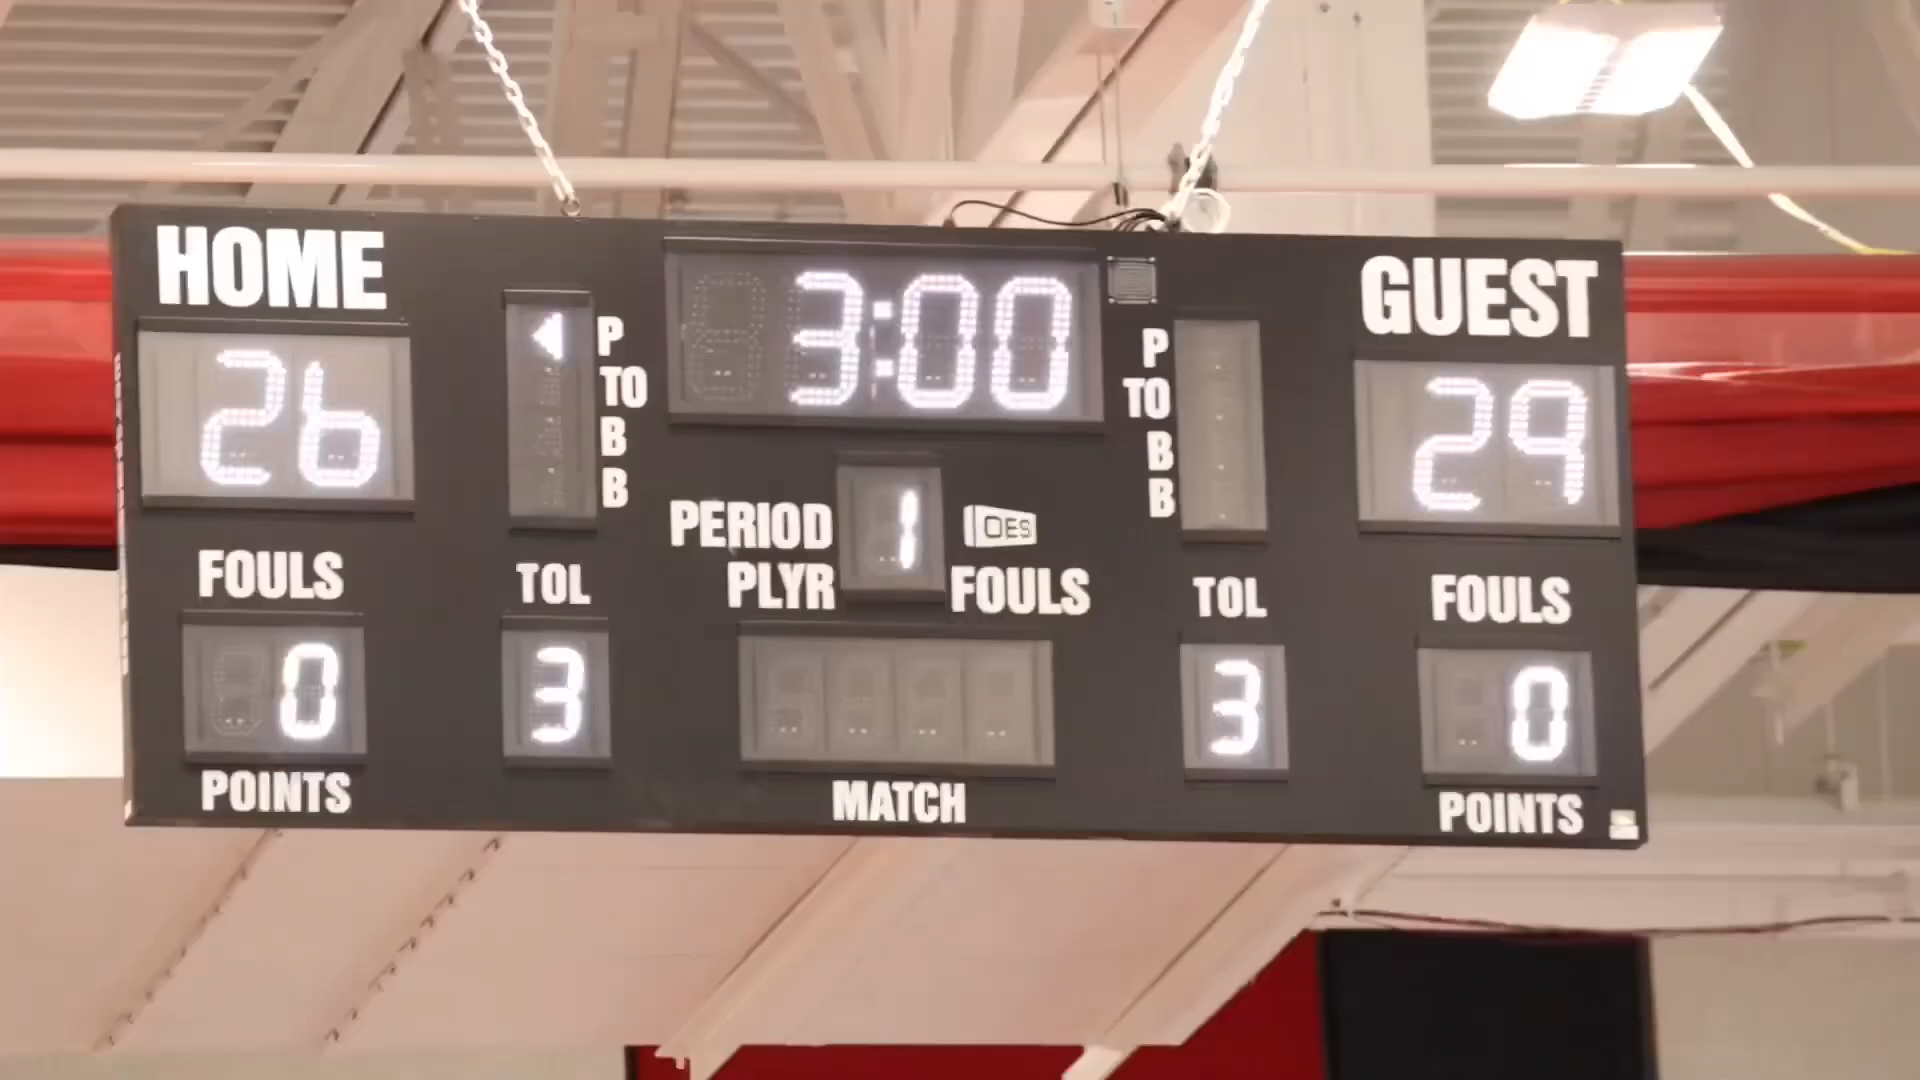 HOME
GUEST
26
P
TO
B
B
3:00
P
TO
B
B
29
PERIOD
1
OES
PLYR
FOULS
FOULS
TOL
TOL
FOULS
0
3
3
0
POINTS
MATCH
POINTS